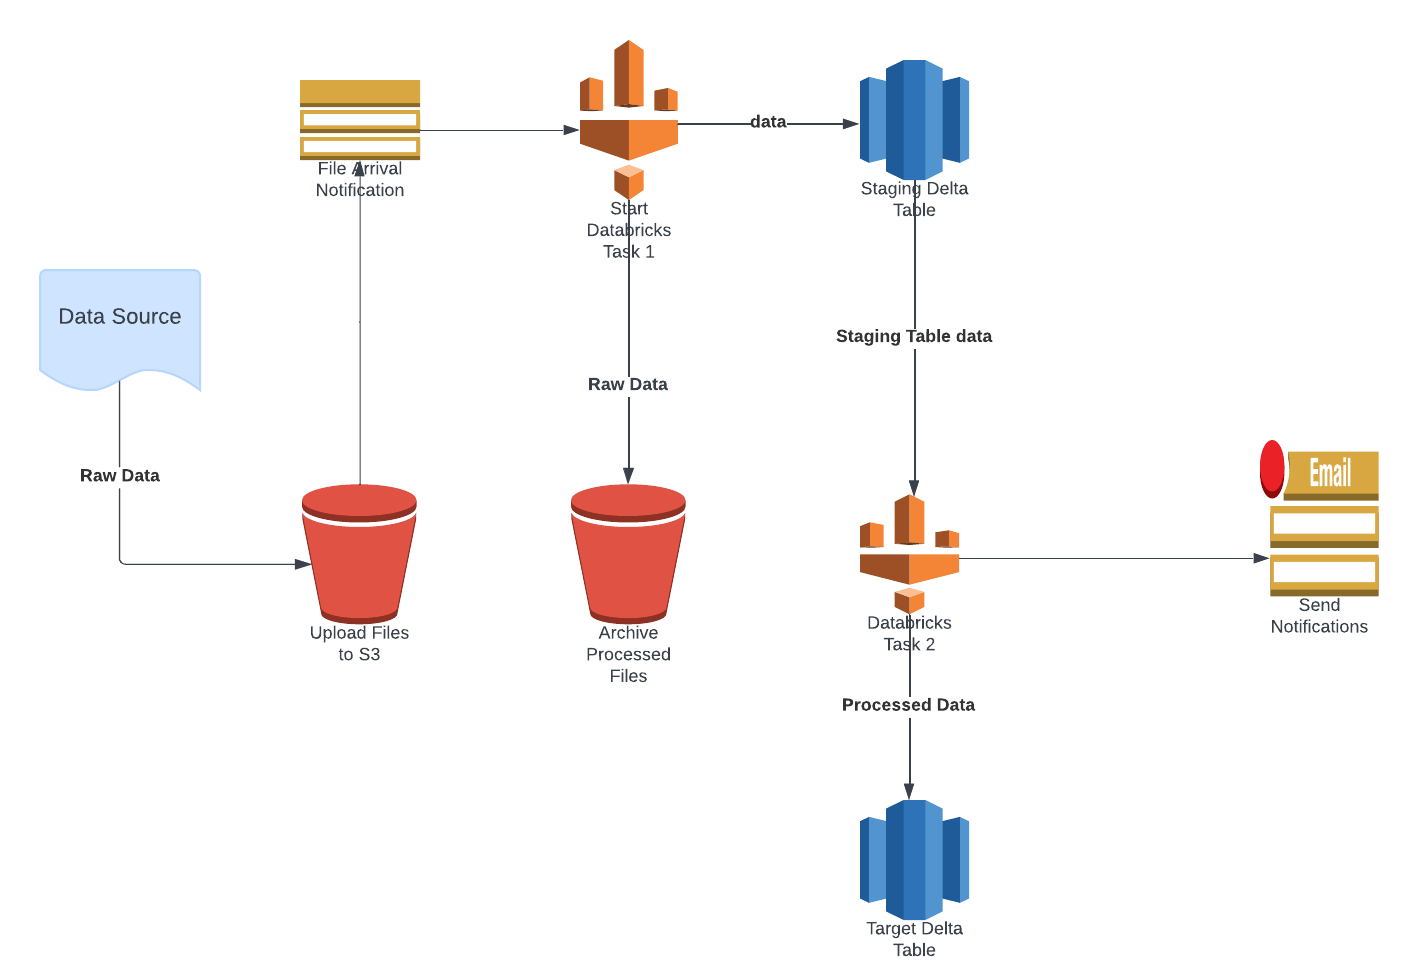 File Arrival
Notification
Start
Databricks
Task 1
data
Staging Delta
Table
Data Source
Raw Data
Raw Data
Staging Table data
Upload Files
to S3
Archive
Processed
Files
Databricks
Task 2
Email
Send
Notifications
Processed Data
Target Delta
Table